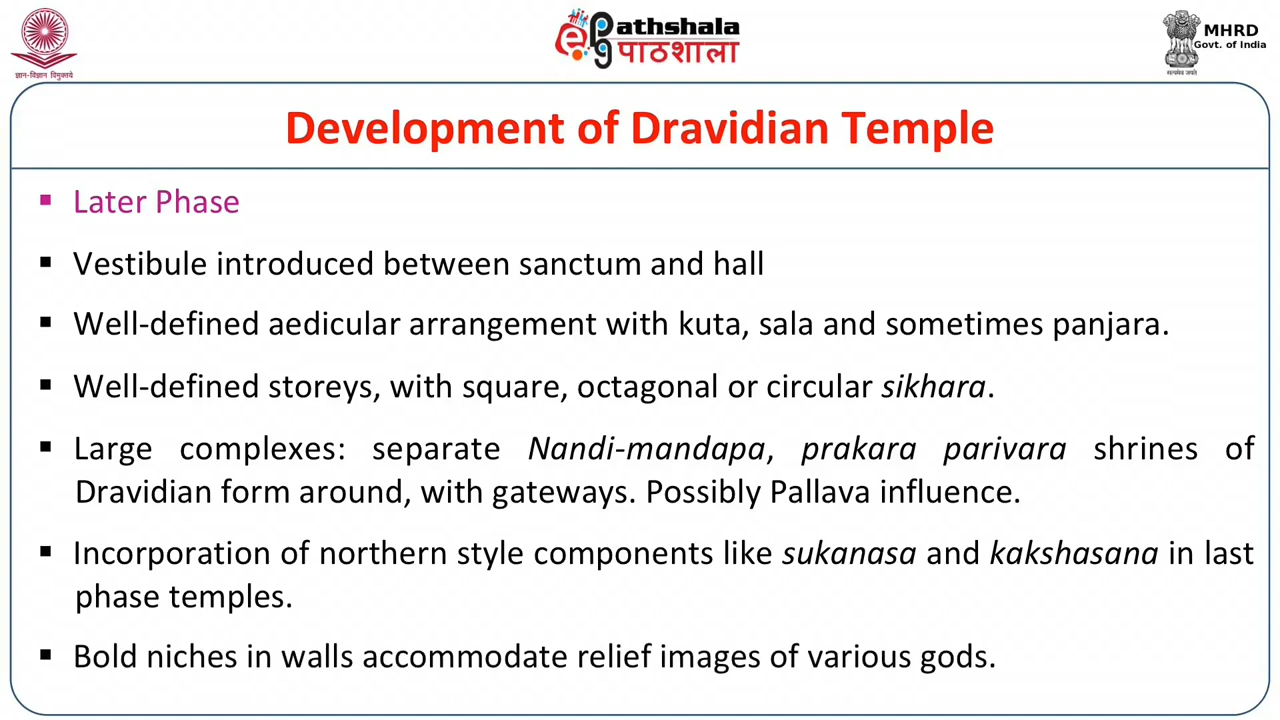 ज्ञान-विज्ञान विमुक्तये
ePathshala
पाठशाला
MHRD
Govt. of India
सत्यमेव जयते
Development of Dravidian Temple
▪ Later Phase
▪ Vestibule introduced between sanctum and hall
▪ Well-defined aedicular arrangement with kuta, sala and sometimes panjara.
▪ Well-defined storeys, with square, octagonal or circular sikhara.
▪ Large complexes: separate Nandi-mandapa, prakara parivara shrines of
Dravidian form around, with gateways. Possibly Pallava influence.
▪ Incorporation of northern style components like sukanasa and kakshasana in last
phase temples.
▪ Bold niches in walls accommodate relief images of various gods.